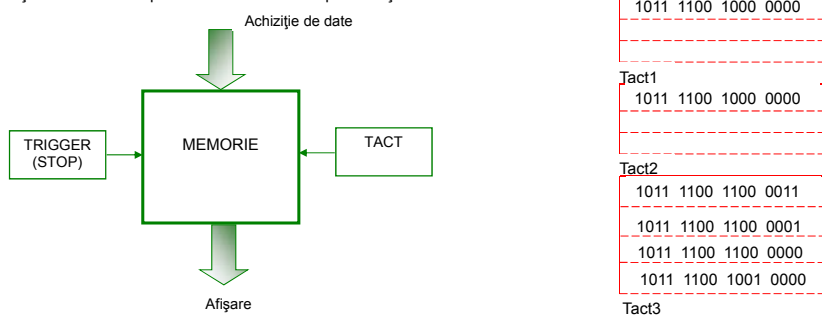 Achiziţie de date
TRIGGER
(STOP)
MEMORIE
TACT
Afişare
1011 1100 1000 0000
Tact1
1011 1100 1000 0000
Tact2
1011 1100 1100 0011
1011 1100 1100 0001
1011 1100 1100 0000
1011 1100 1001 0000
Tact3